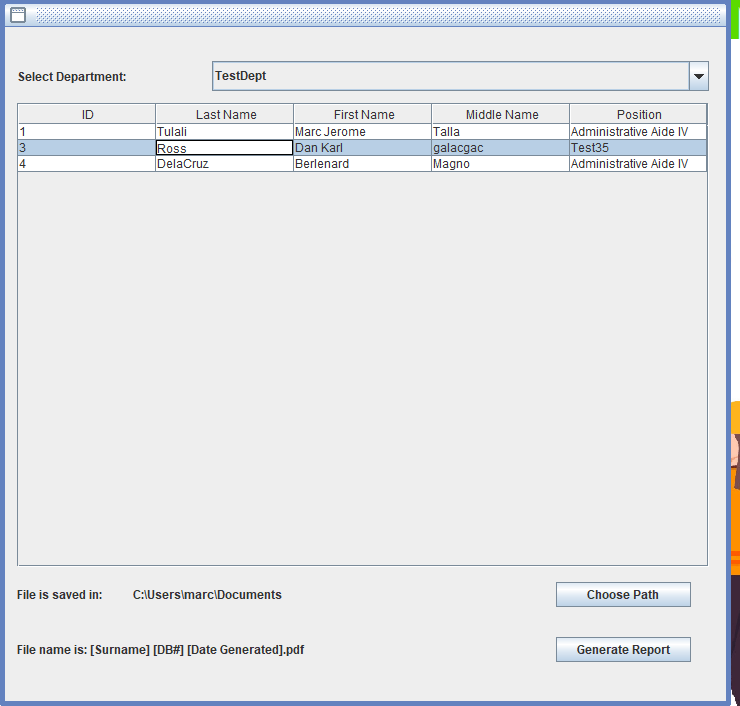 Select Department: TestDept
ID Last Name First Name Middle Name Position
1 Tulali Marc Jerome Talla Administrative Aide IV
3 Ross Dan Karl galacgac Test35
4 DelaCruz Berlenard Magno Administrative Aide IV
File is saved in: C:\Users\marc\Documents Choose Path
File name is: [Surname] [DB#] [Date Generated].pdf Generate Report